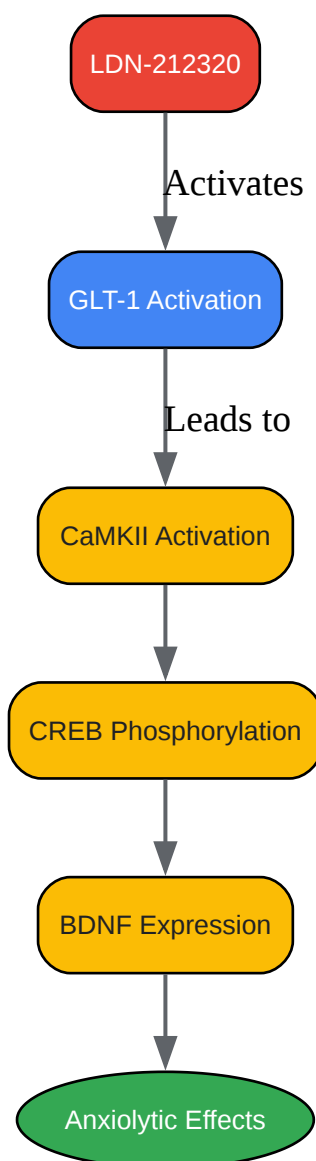 LDN-212320
Activates
GLT-1 Activation
Leads to
CaMKII Activation
CREB Phosphorylation
BDNF Expression
Anxiolytic Effects